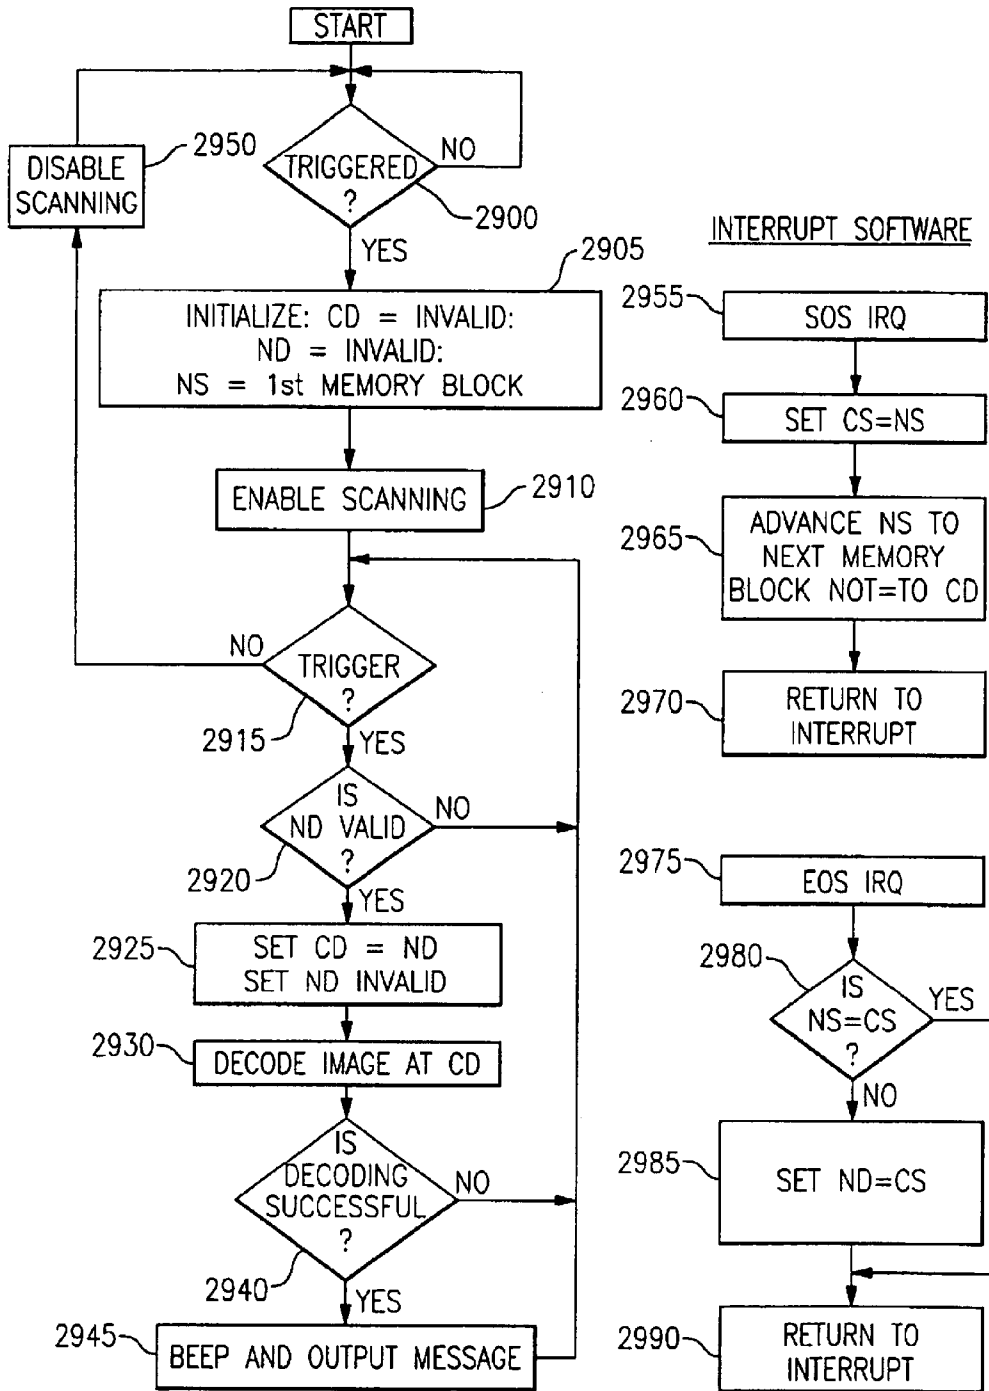 START
TRIGGERED
?
NO
2900
YES
2950
DISABLE
SCANNING
2905
INITIALIZE: CD = INVALID:
ND = INVALID:
NS = 1st MEMORY BLOCK
ENABLE SCANNING
2910
NO
TRIGGER
?
2915
YES
IS
ND VALID
?
NO
2920
YES
2925
SET CD = ND
SET ND INVALID
2930
DECODE IMAGE AT CD
IS
DECODING
SUCCESSFUL
?
NO
2940
YES
2945
BEEP AND OUTPUT MESSAGE
INTERRUPT SOFTWARE
2955
SOS IRQ
2960
SET CS=NS
2965
ADVANCE NS TO
NEXT MEMORY
BLOCK NOT=TO CD
2970
RETURN TO
INTERRUPT
2975
EOS IRQ
2980
IS
NS=CS
?
YES
NO
2985
SET ND=CS
2990
RETURN TO
INTERRUPT